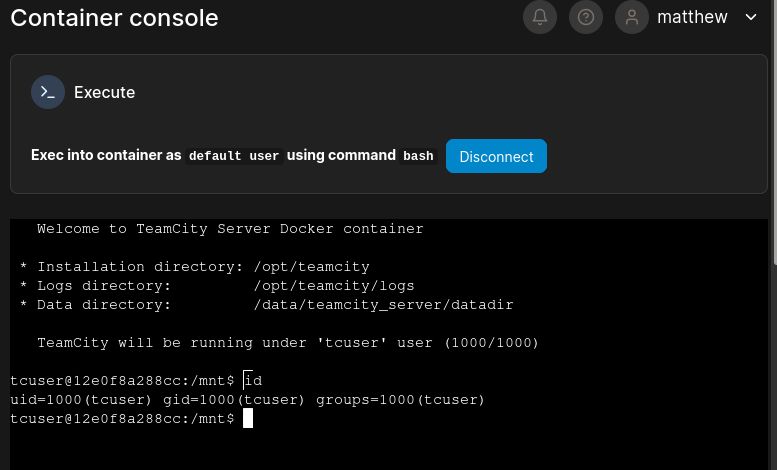 Container console
matthew
Execute
Exec into container as default user using command bash Disconnect
Welcome to TeamCity Server Docker container
* Installation directory: /opt/teamcity
* Logs directory: /opt/teamcity/logs
* Data directory: /data/teamcity_server/datadir
TeamCity will be running under 'tcuser' user (1000/1000)
tcuser@12e0f8a288cc:/mnt$ id
uid=1000(tcuser) gid=1000(tcuser) groups=1000(tcuser)
tcuser@12e0f8a288cc:/mnt$